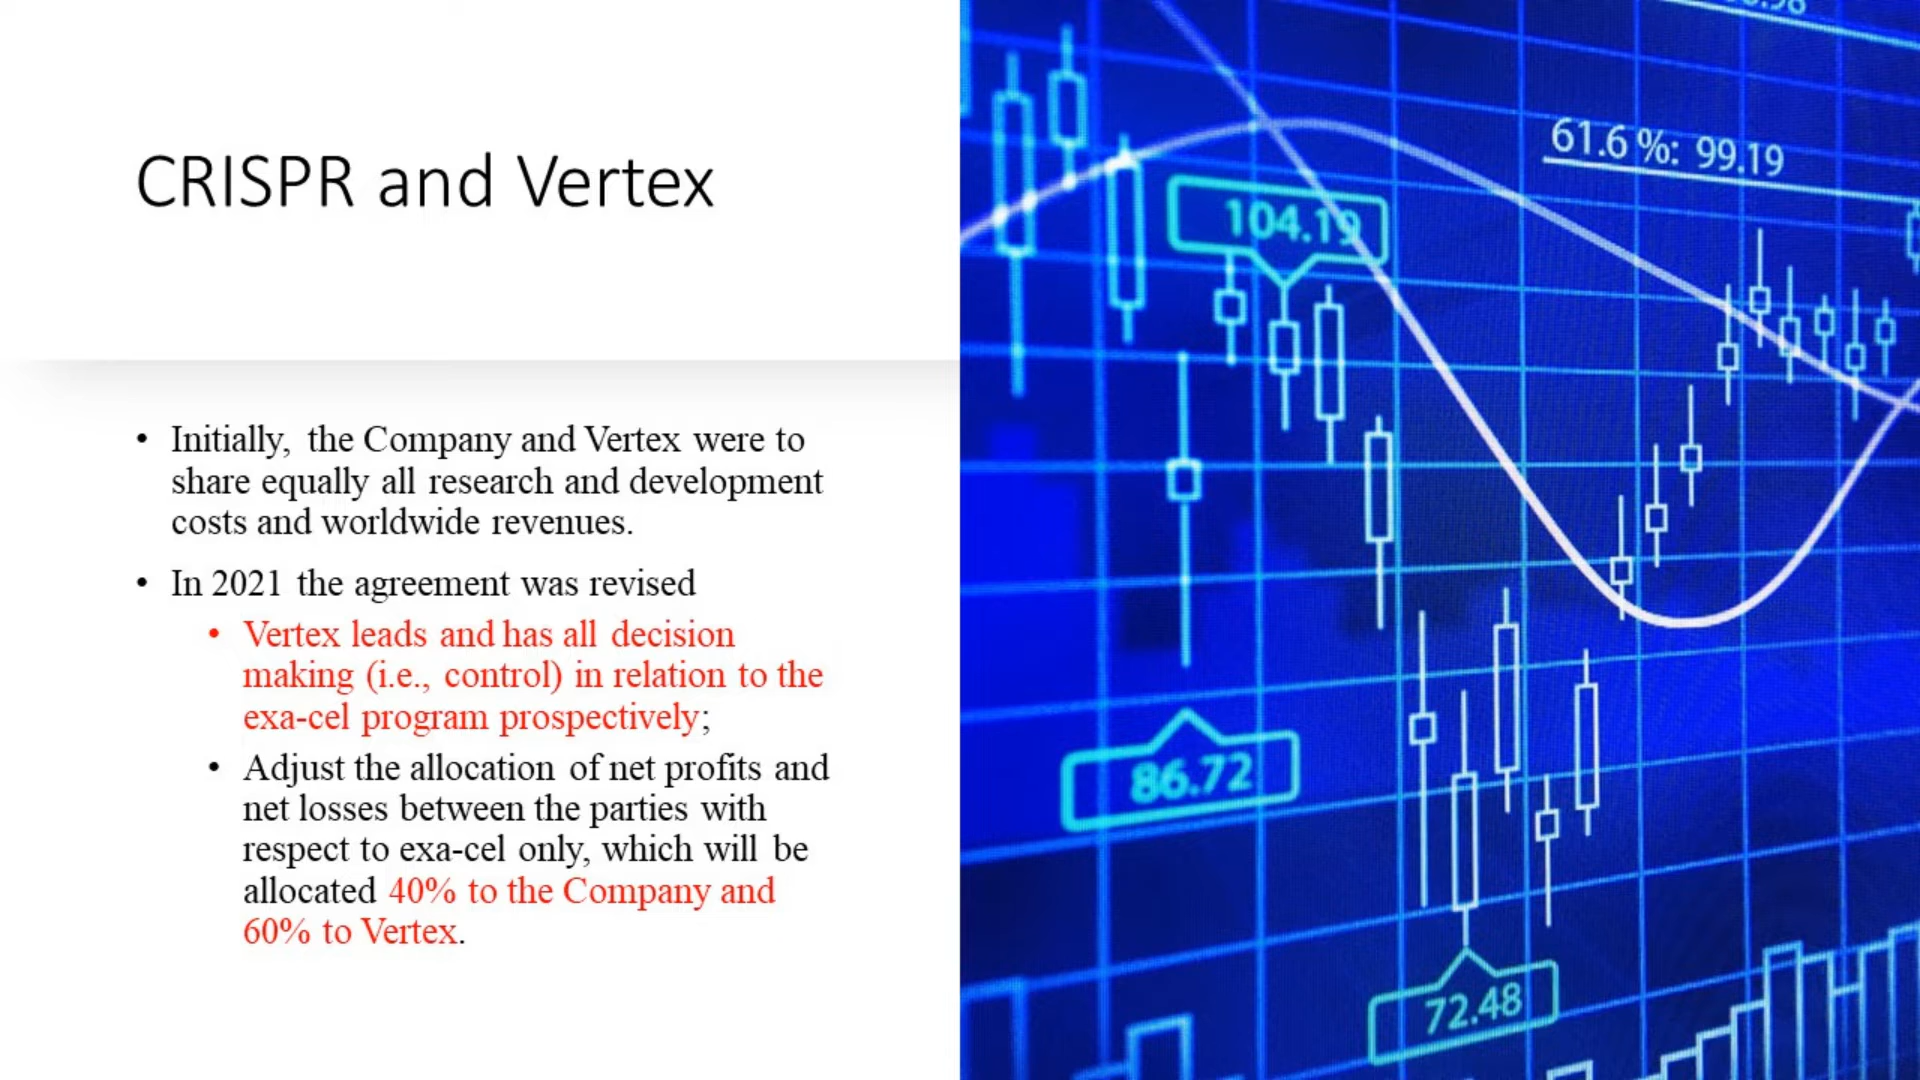 CRISPR and Vertex
• Initially, the Company and Vertex were to
share equally all research and development
costs and worldwide revenues.
• In 2021 the agreement was revised
• Vertex leads and has all decision
making (i.e., control) in relation to the
exa-cel program prospectively;
• Adjust the allocation of net profits and
net losses between the parties with
respect to exa-cel only, which will be
allocated 40% to the Company and
60% to Vertex.
61.6 %: 99.19
104.19
86.72
72.48